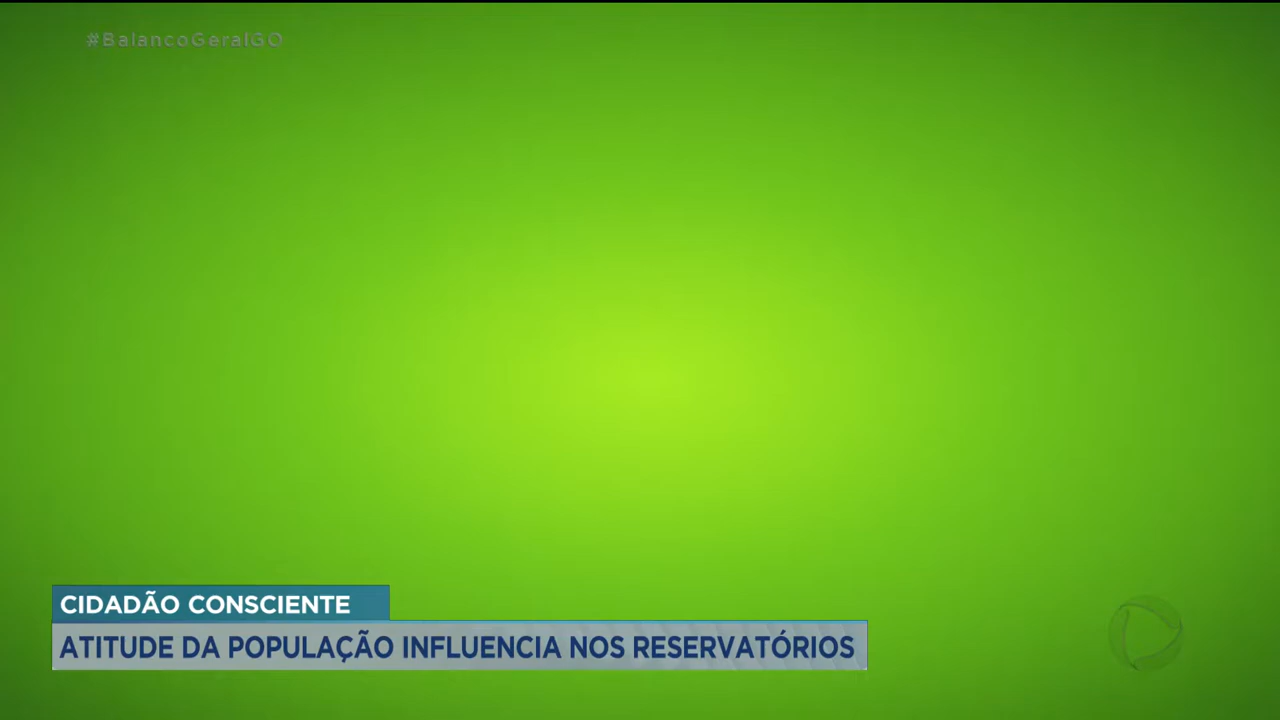 #BalancoGeralGO
CIDADÃO CONSCIENTE
ATITUDE DA POPULAÇÃO INFLUENCIA NOS RESERVATÓRIOS